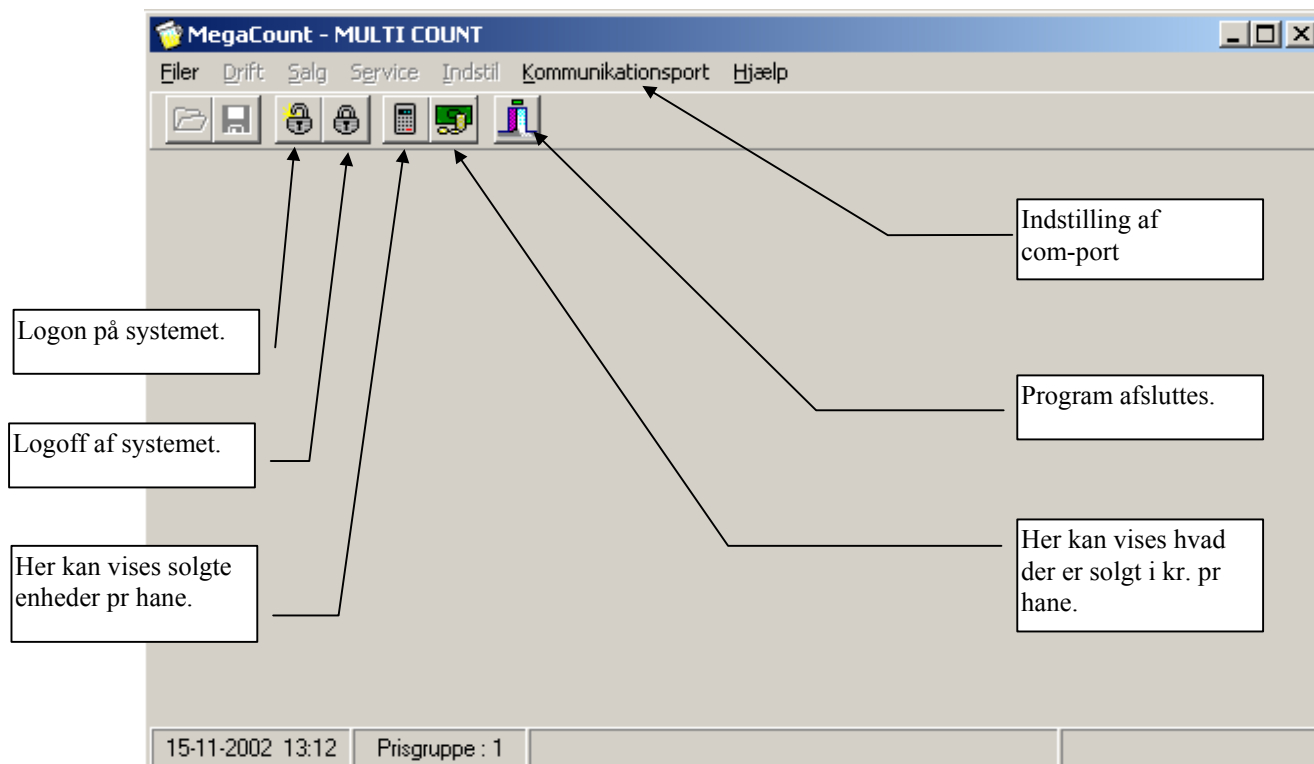 MegaCount - MULTI COUNT
Filer Drift Salg Service Indstil Kommunikationsport Hjælp
Indstilling af
com-port
Logon på systemet.
Program afsluttes.
Logoff af systemet.
Her kan vises solgte
enheder pr hane.
Her kan vises hvad
der er solgt i kr. pr
hane.
15-11-2002 13:12 Prisgruppe : 1